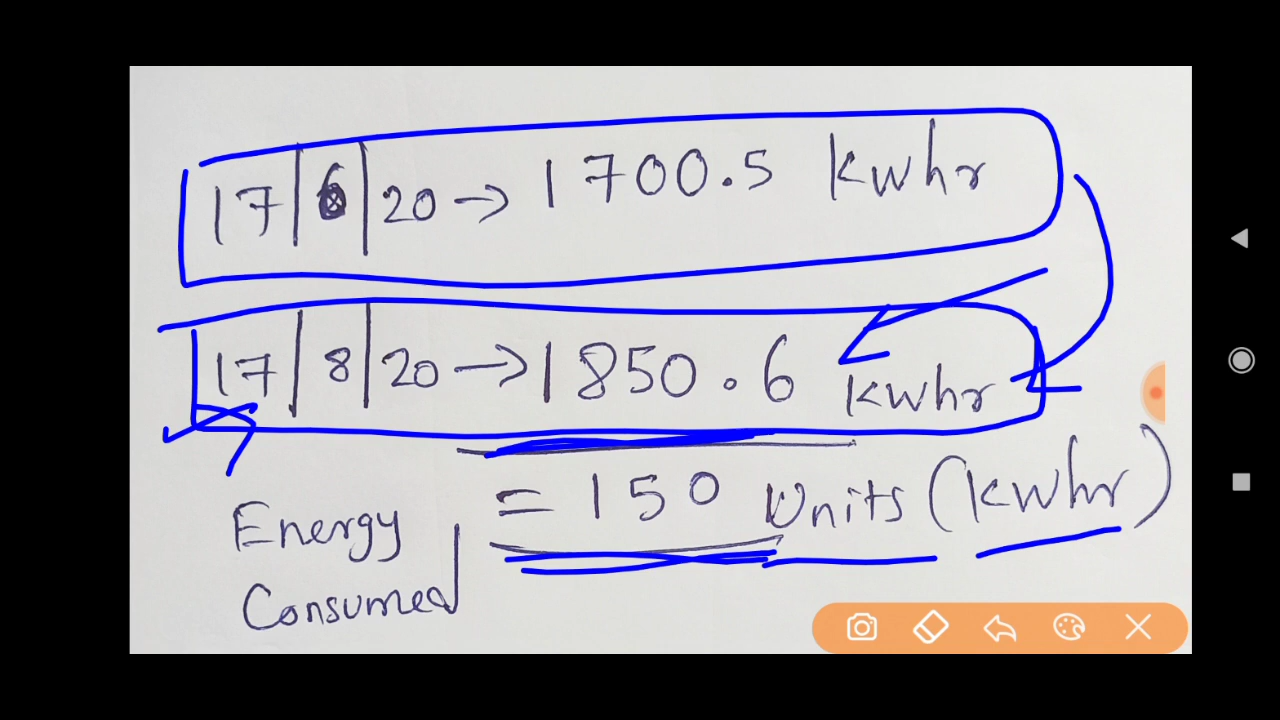 17/6/20 → 1700.5 kwhr
17/8/20 → 1850.6 kwhr
= 150 Units (kwhr)
Energy
Consumed